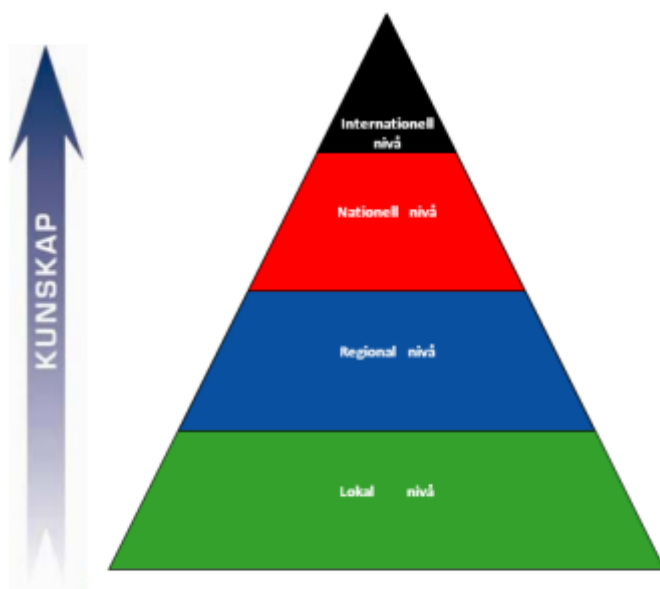 KUNSKAP
Internationell
nivå
Nationell nivå
Regional nivå
Lokal nivå